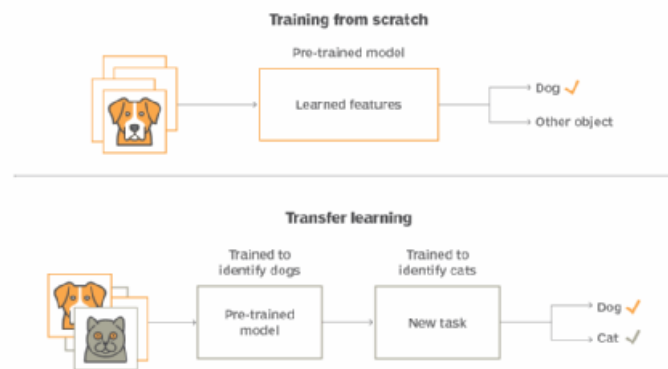 Training from scratch
Pre-trained model
Learned features
Dog
Other object
Transfer learning
Trained to
identify dogs
Trained to
identify cats
Pre-trained
model
New task
Dog
Cat